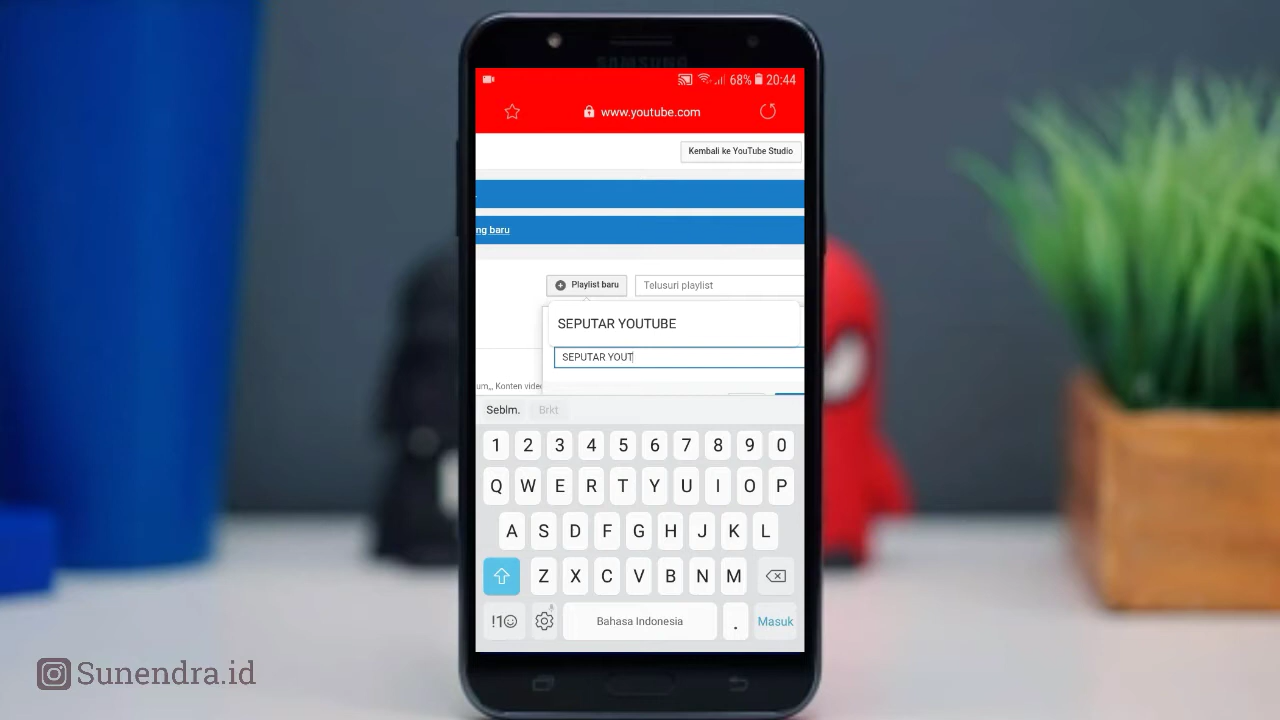 SAMSUNG
68% 20:44
www.youtube.com
Kembali ke YouTube Studio
ng baru
Playlist baru
Telusuri playlist
SEPUTAR YOUTUBE
SEPUTAR YOUT
um,, Konten vide
Seblm. Brkt
1 2 3 4 5 6 7 8 9 0
Q W E R T Y U I O P
A S D F G H J K L
Z X C V B N M
!1☺ Bahasa Indonesia . Masuk
Sunendra.id